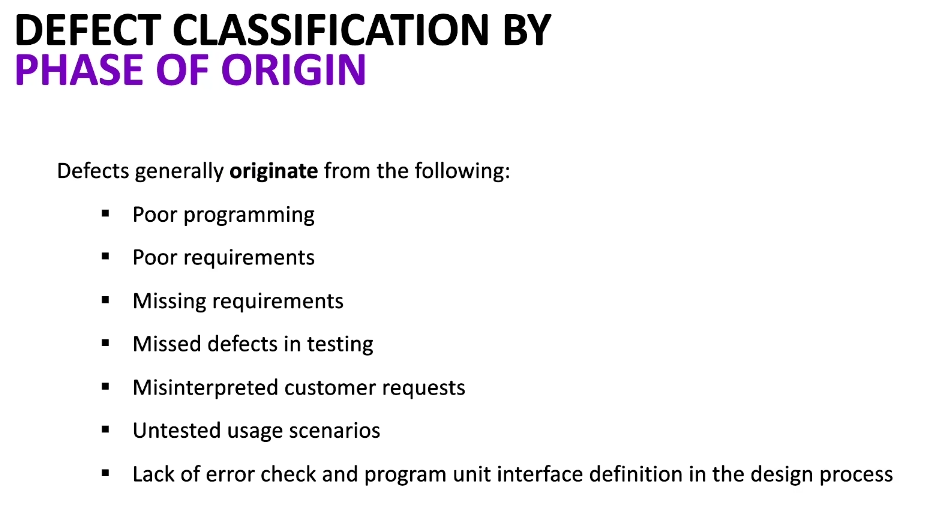 DEFECT CLASSIFICATION BY
PHASE OF ORIGIN
Defects generally originate from the following:
▪ Poor programming
▪ Poor requirements
▪ Missing requirements
▪ Missed defects in testing
▪ Misinterpreted customer requests
▪ Untested usage scenarios
▪ Lack of error check and program unit interface definition in the design process